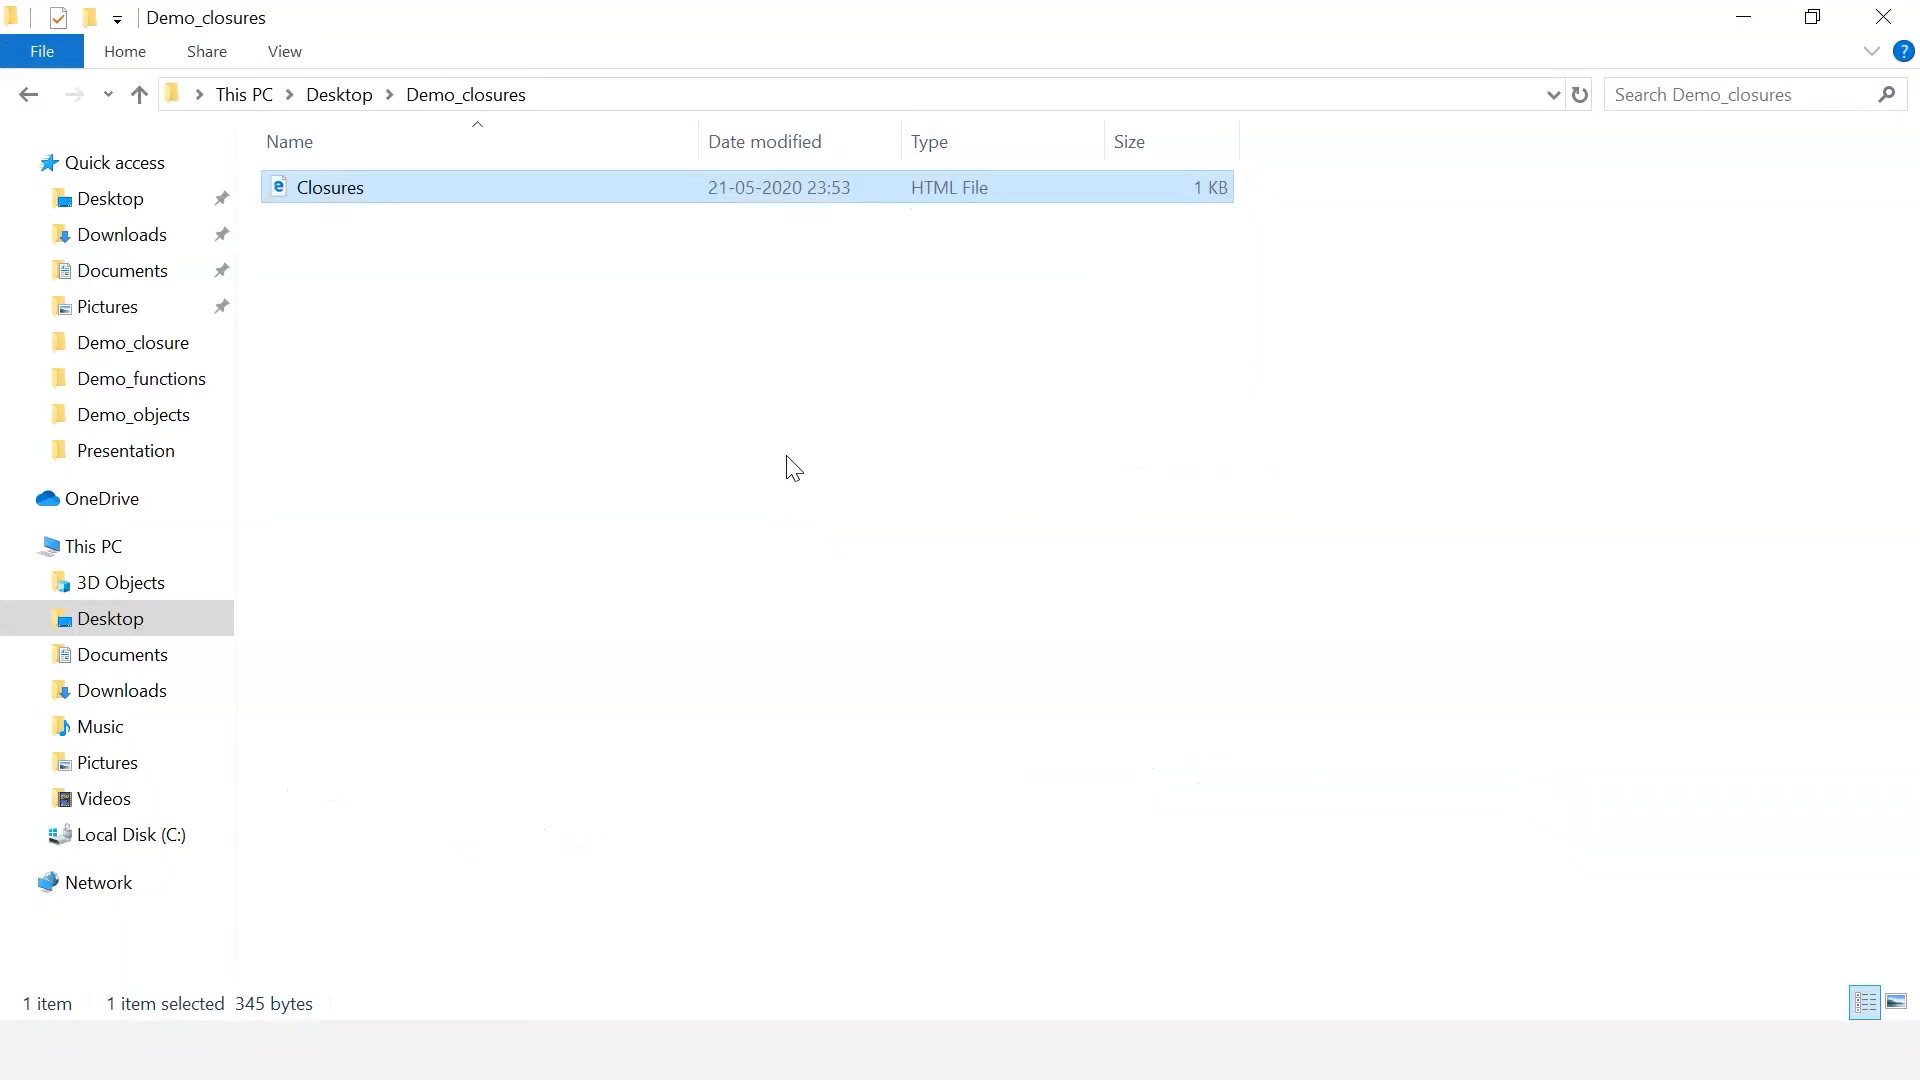 Demo_closures
File Home Share View
?
This PC Desktop Demo_closures
Search Demo_closures
Name Date modified Type Size
Closures 21-05-2020 23:53 HTML File 1 KB
Quick access
Desktop
Downloads
Documents
Pictures
Demo_closure
Demo_functions
Demo_objects
Presentation
OneDrive
This PC
3D Objects
Desktop
Documents
Downloads
Music
Pictures
Videos
Local Disk (C:)
Network
1 item 1 item selected 345 bytes